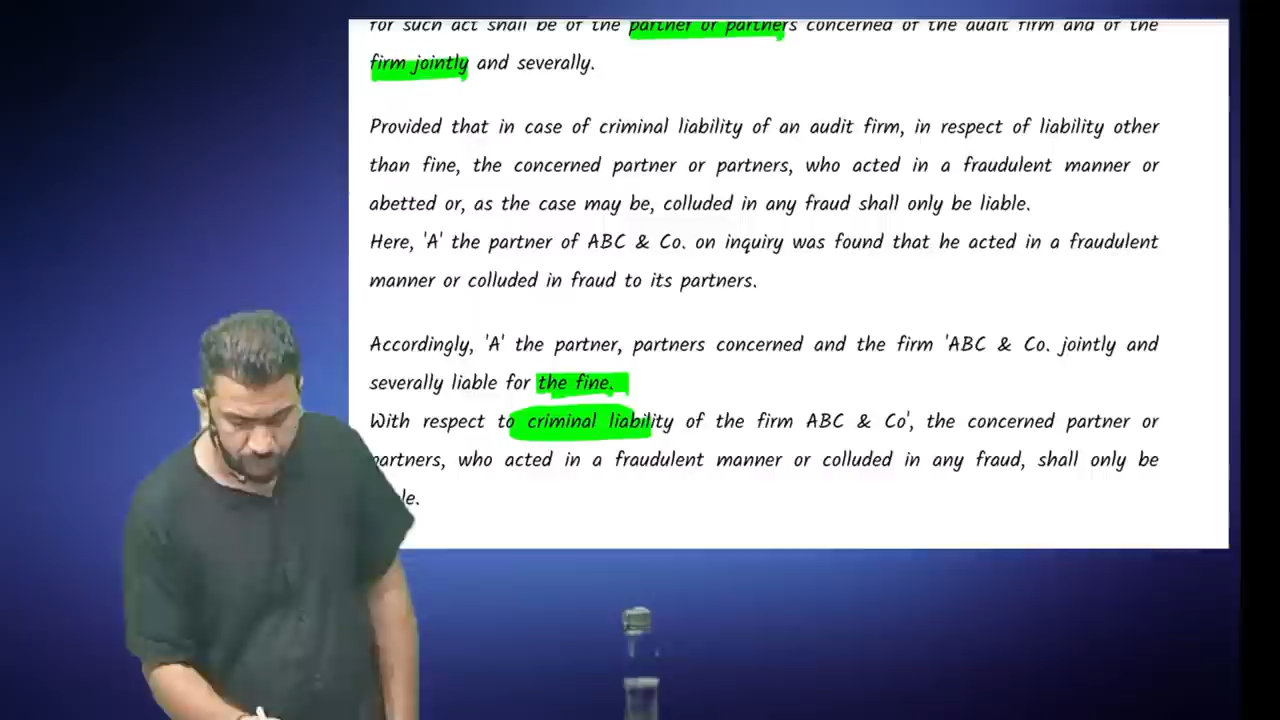 for such act shall be of the partner or partners concerned of the audit firm and of the
firm jointly and severally.
Provided that in case of criminal liability of an audit firm, in respect of liability other
than fine, the concerned partner or partners, who acted in a fraudulent manner or
abetted or, as the case may be, colluded in any fraud shall only be liable.
Here, 'A' the partner of ABC & Co. on inquiry was found that he acted in a fraudulent
manner or colluded in fraud to its partners.
Accordingly, 'A' the partner, partners concerned and the firm 'ABC & Co. jointly and
severally liable for the fine.
With respect to criminal liability of the firm ABC & Co', the concerned partner or
partners, who acted in a fraudulent manner or colluded in any fraud, shall only be